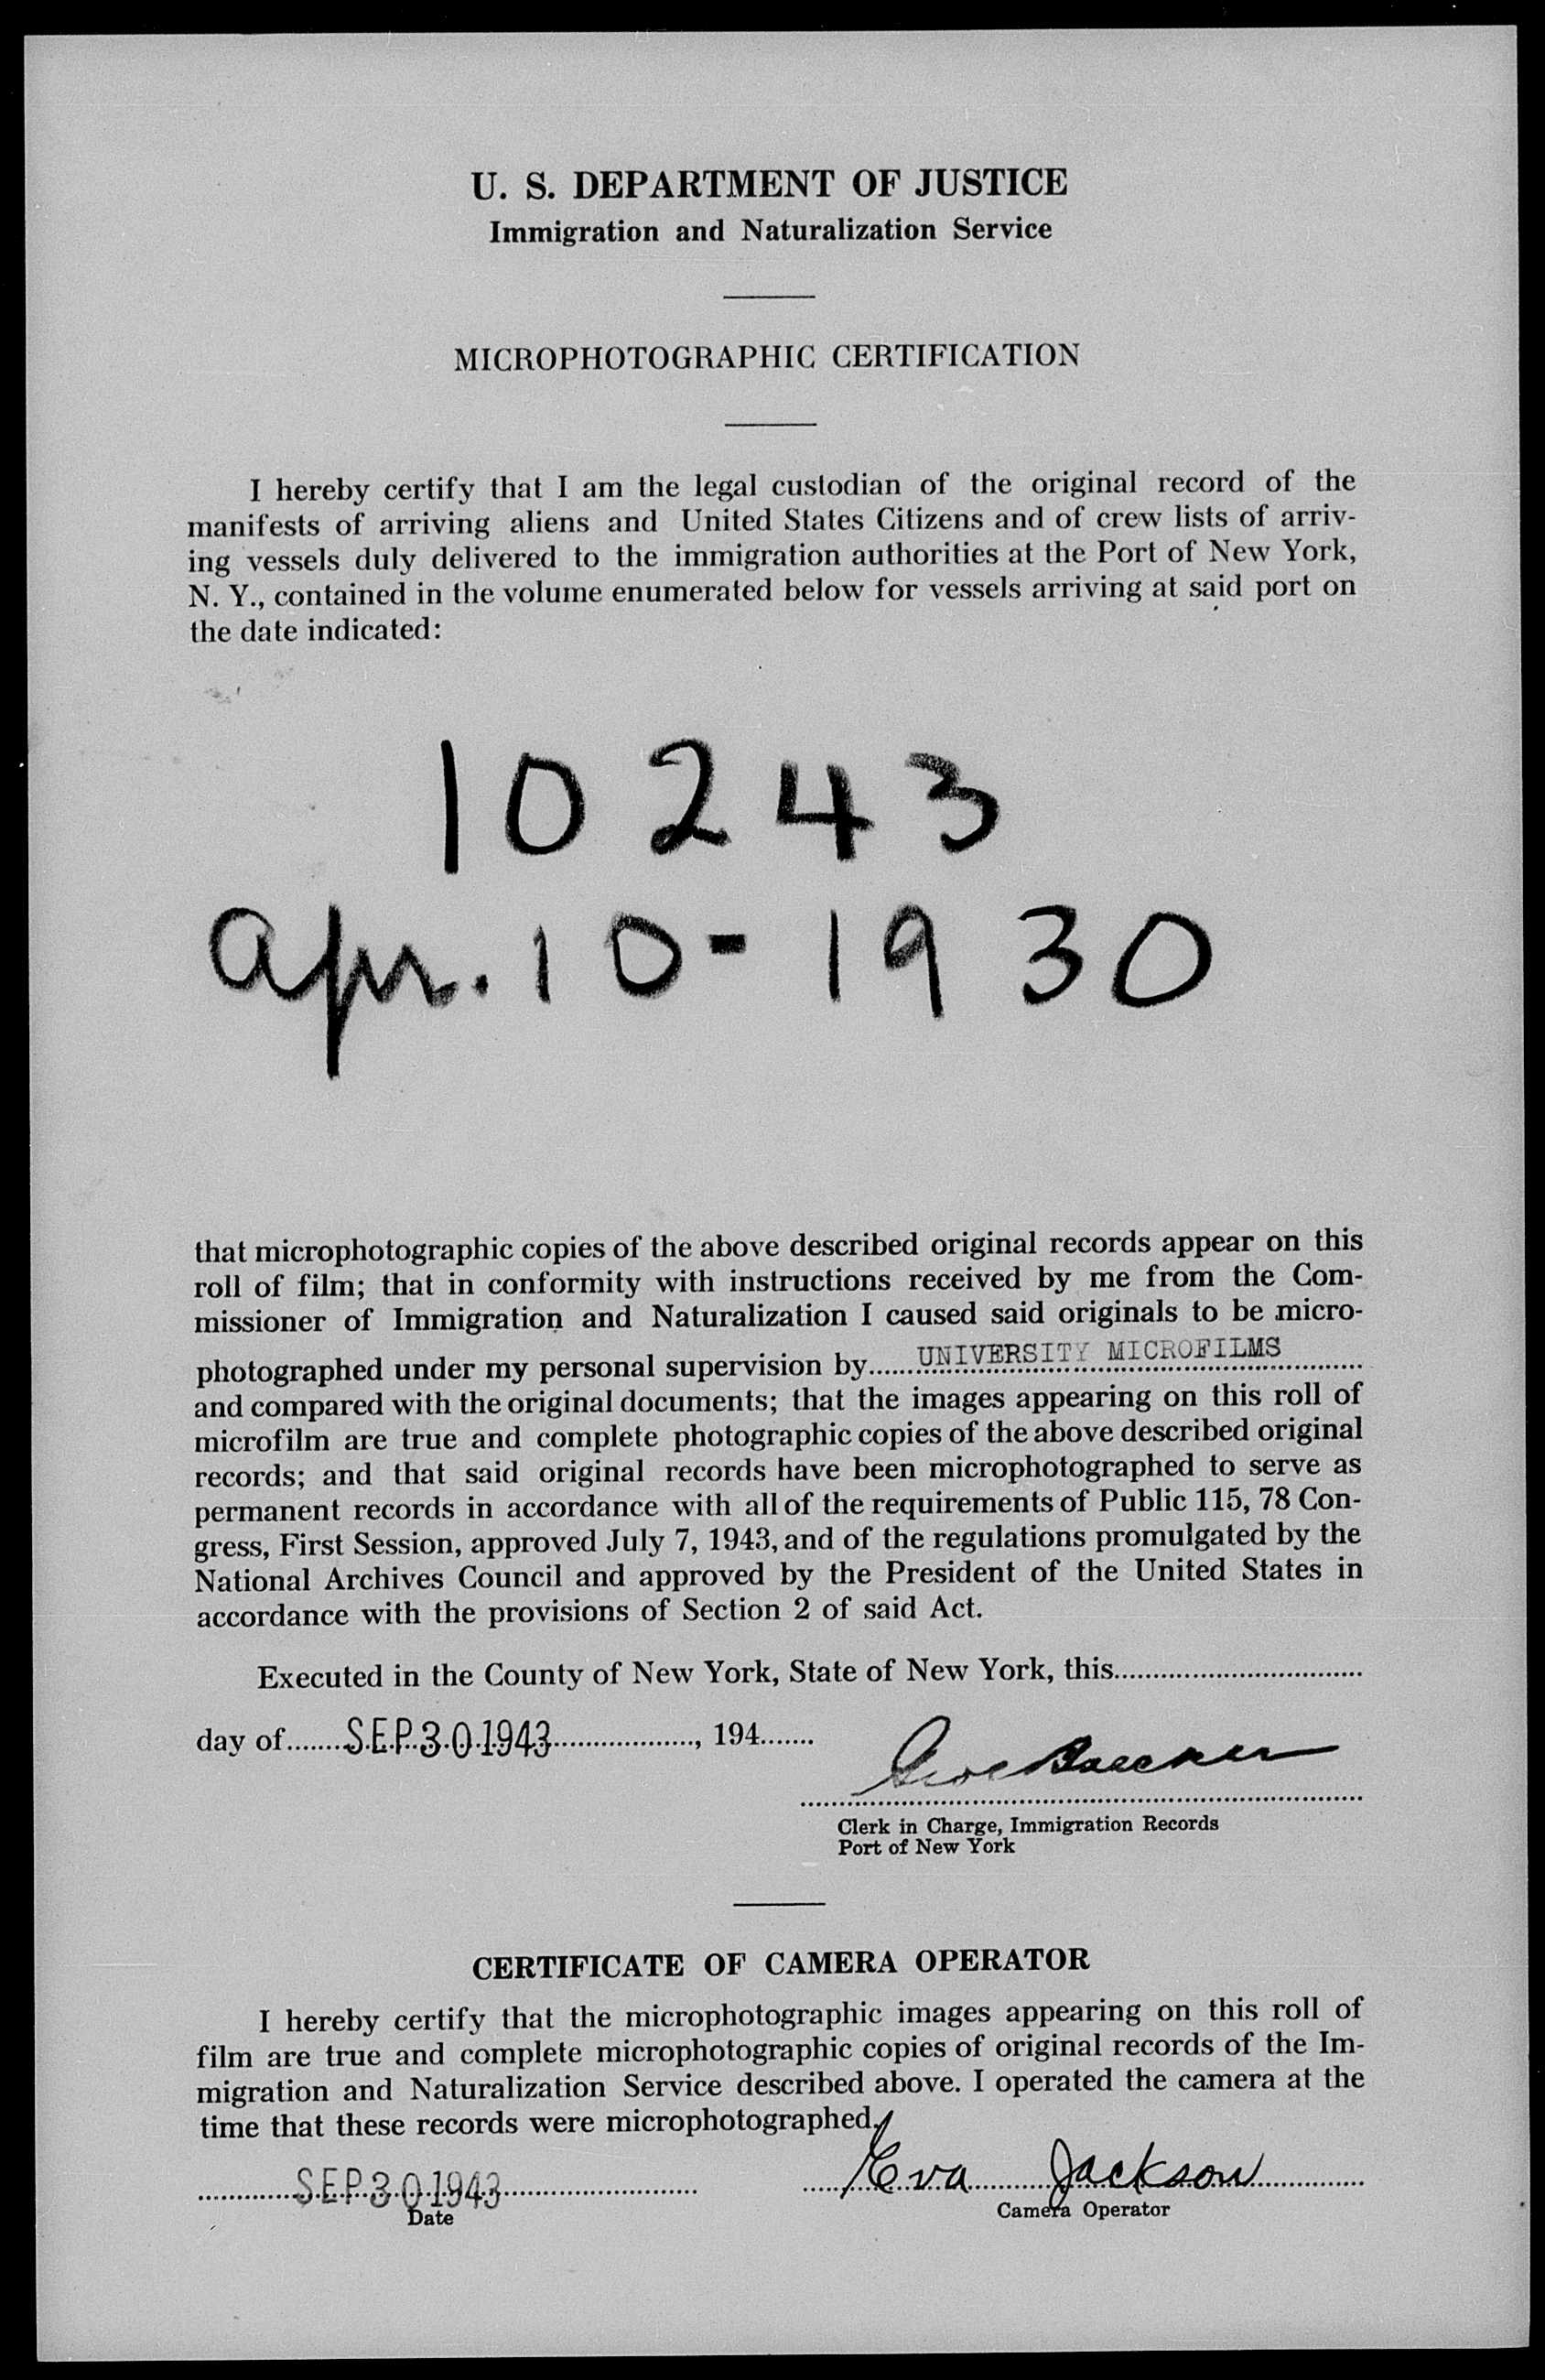 U. S. DEPARTMENT OF JUSTICE
Immigration and Naturalization Service
MICROPHOTOGRAPHIC CERTIFICATION
I hereby certify that I am the legal custodian of the original record of the
manifests of arriving aliens and United States Citizens and of crew lists of arriv-
ing vessels duly delivered to the immigration authorities at the Port of New York,
N. Y., contained in the volume enumerated below for vessels arriving at said port on
the date indicated:
10243
apr. 10-1930
that microphotographic copies of the above described original records appear on this
roll of film; that in conformity with instructions received by me from the Com-
missioner of Immigration and Naturalization I caused said originals to be micro-
photographed under my personal supervision by......UNIVERSITY MICROFILMS
and compared with the original documents; that the images appearing on this roll of
microfilm are true and complete photographic copies of the above described original
records; and that said original records have been microphotographed to serve as
permanent records in accordance with all of the requirements of Public 115, 78 Con-
gress, First Session, approved July 7, 1943, and of the regulations promulgated by the
National Archives Council and approved by the President of the United States in
accordance with the provisions of Section 2 of said Act.
Executed in the County of New York, State of New York, this
day of SEP 30 1943, 194
Clerk in Charge, Immigration Records
Port of New York
CERTIFICATE OF CAMERA OPERATOR
I hereby certify that the microphotographic images appearing on this roll of
film are true and complete microphotographic copies of original records of the Im-
migration and Naturalization Service described above. I operated the camera at the
time that these records were microphotographed.
SEP 30 1943 Eva Jackson
Date Camera Operator